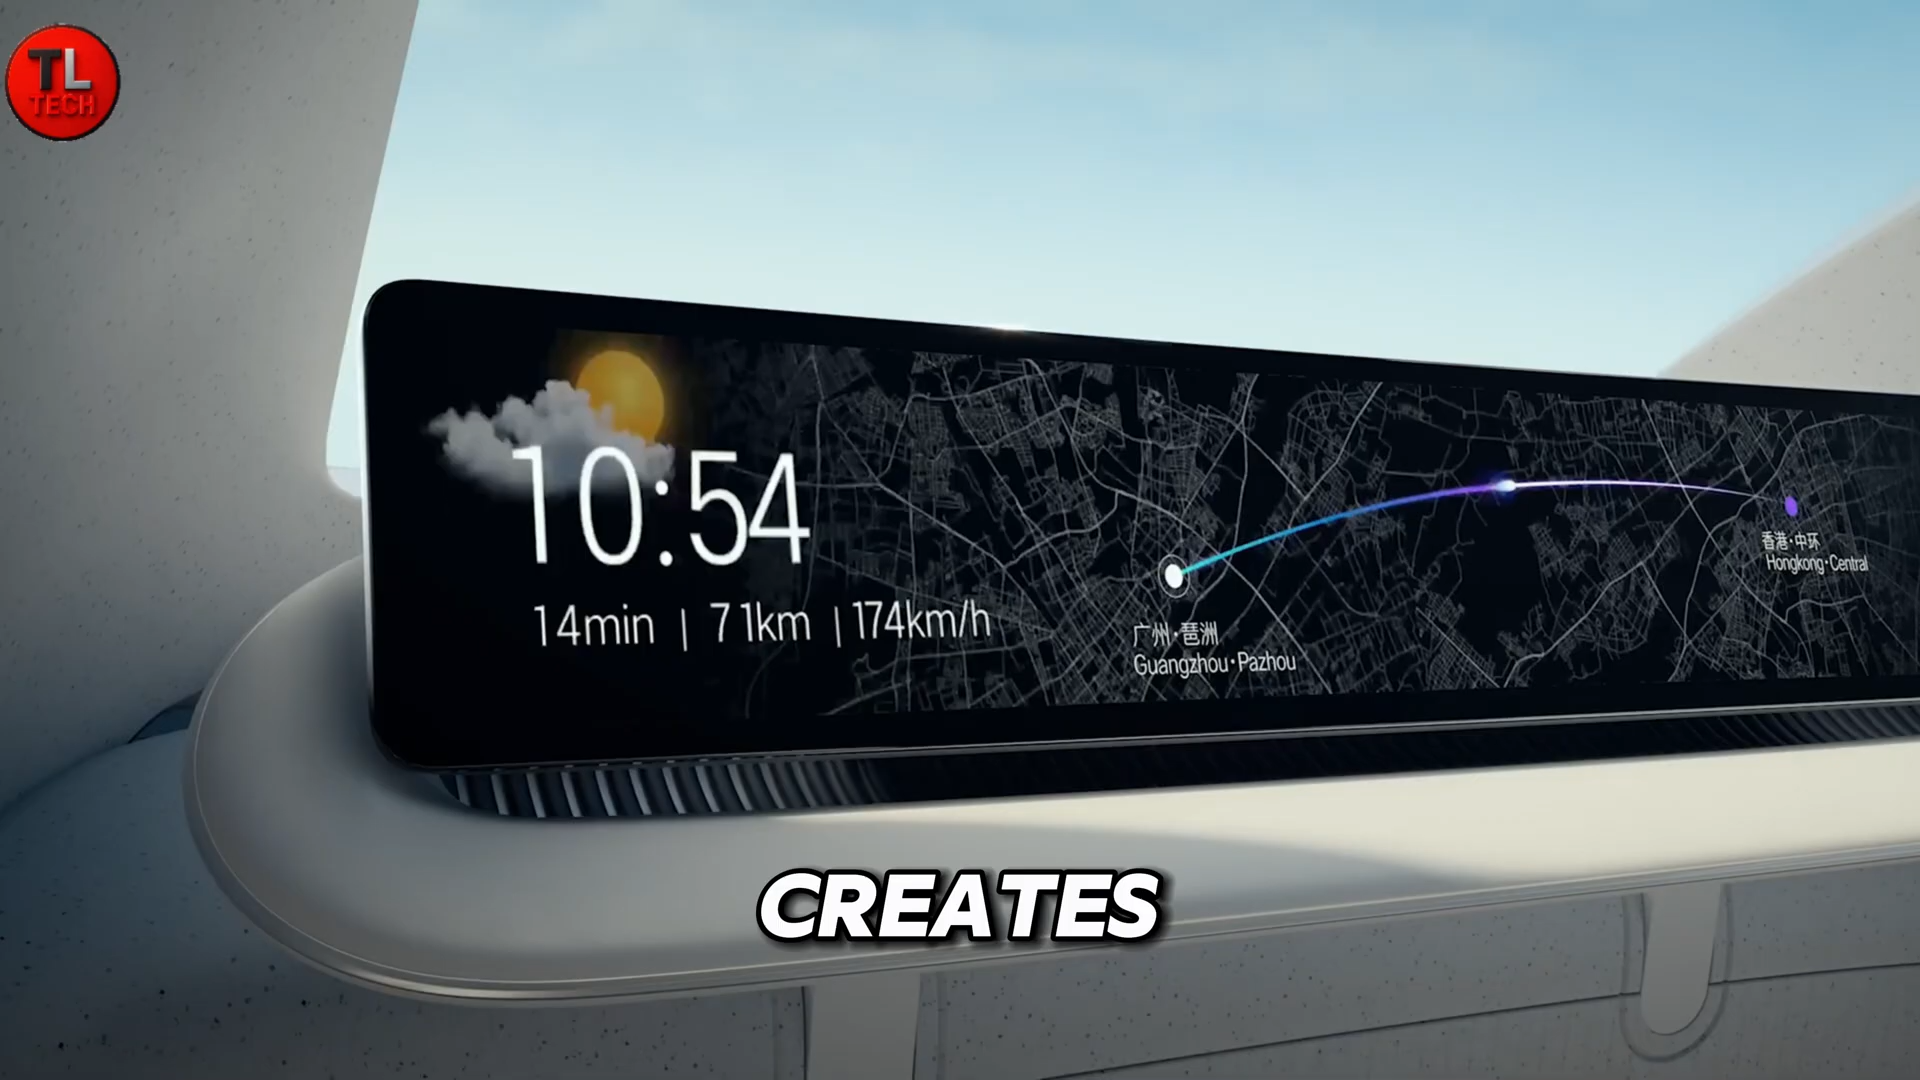 TL
TECH
10:54
14min | 71km | 174km/h
广州·琶洲
Guangzhou·Pazhou
香港·中环
Hongkong·Central
CREATES